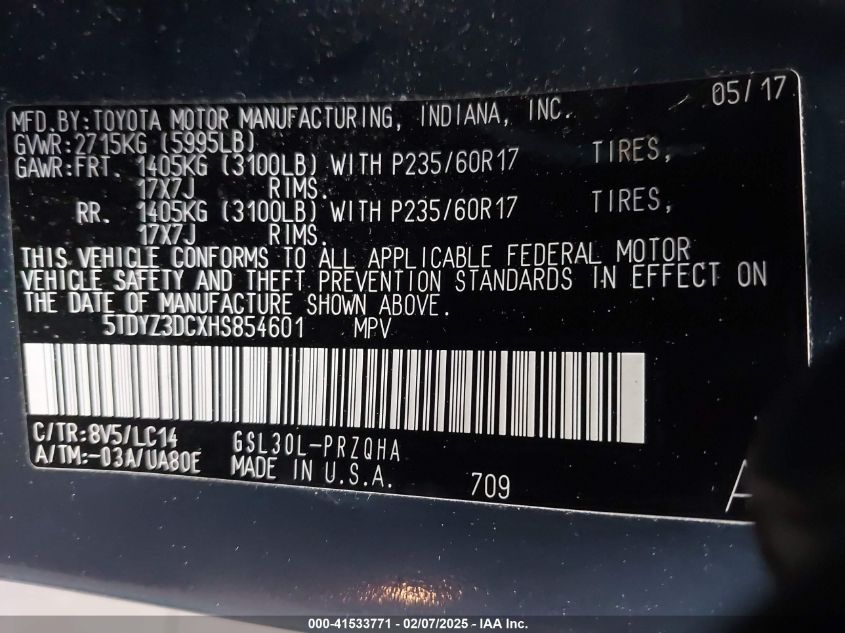 05/17
MFD.BY:TOYOTA MOTOR MANUFACTURING, INDIANA, INC.
GVWR:2715KG (5995LB)
GAWR:FRT. 1405KG (3100LB) WITH P235/60R17 TIRES,
17X7J RIMS.
RR. 1405KG (3100LB) WITH P235/60R17 TIRES,
17X7J RIMS.
THIS VEHICLE CONFORMS TO ALL APPLICABLE FEDERAL MOTOR
VEHICLE SAFETY AND THEFT PREVENTION STANDARDS IN EFFECT ON
THE DATE OF MANUFACTURE SHOWN ABOVE.
5TDYZ3DCXHS854601 MPV
C/TR:8V5/LC14 GSL30L-PRZQHA
A/TM:-03A/UA80E MADE IN U.S.A. 709
A
000-41533771 - 02/07/2025 - IAA Inc.